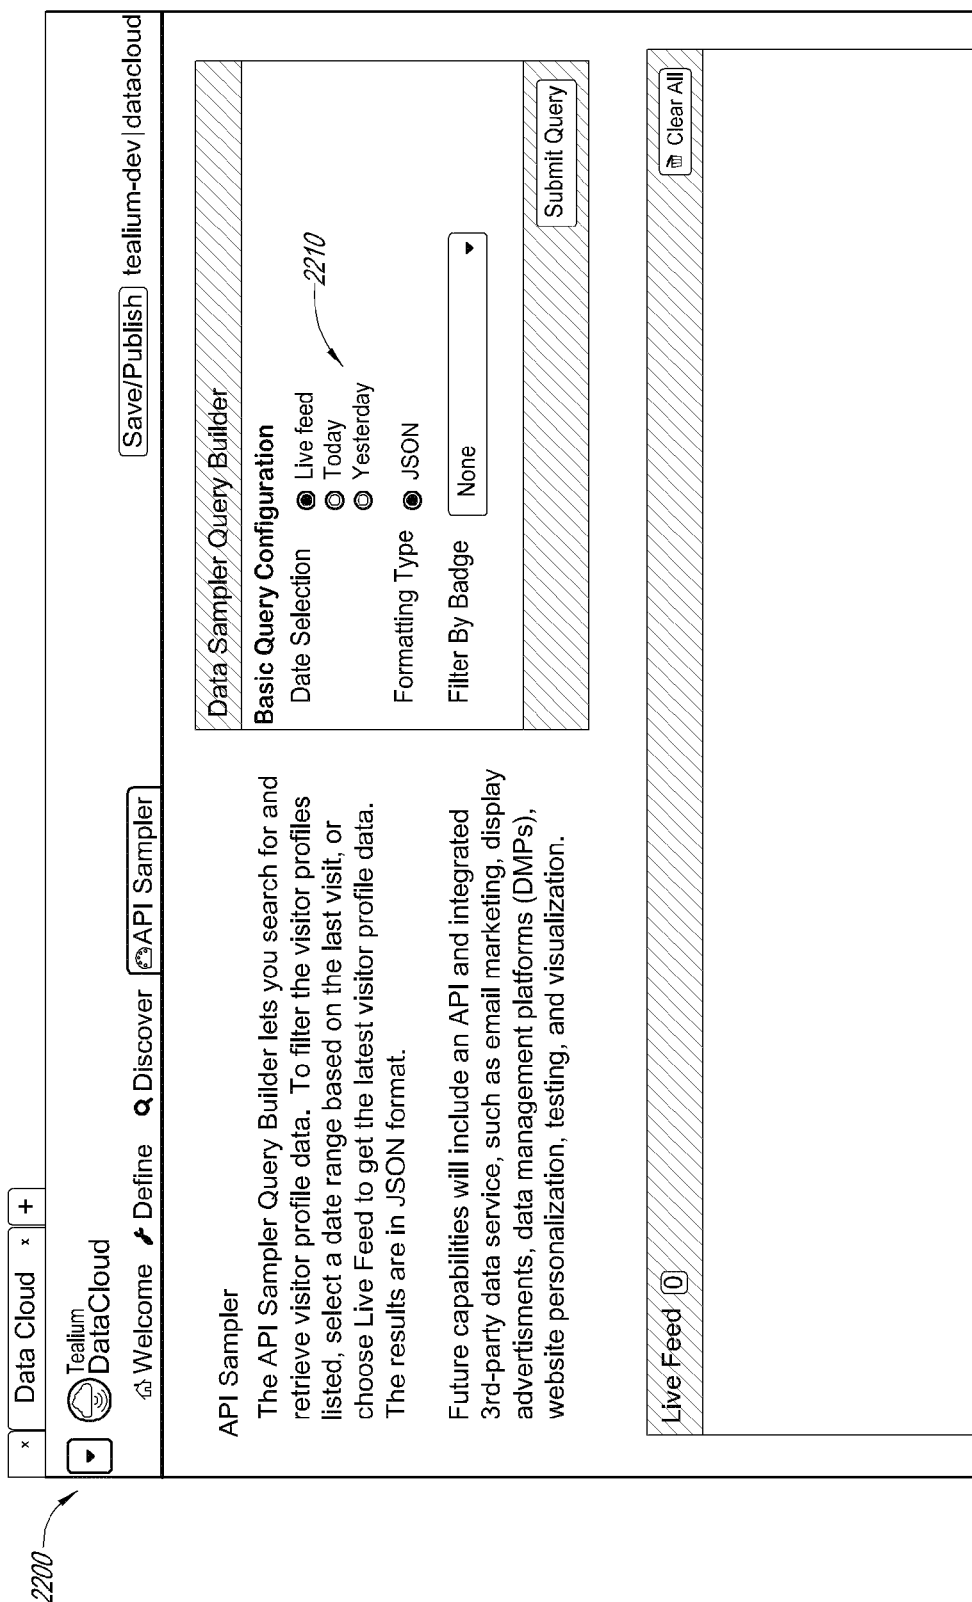 2200
x Data Cloud x +
Tealium
DataCloud
Welcome Define Discover API Sampler Save/Publish tealium-dev|datacloud
API Sampler
The API Sampler Query Builder lets you search for and
retrieve visitor profile data. To filter the visitor profiles
listed, select a date range based on the last visit, or
choose Live Feed to get the latest visitor profile data.
The results are in JSON format.
Future capabilities will include an API and integrated
3rd-party data service, such as email marketing, display
advertisments, data management platforms (DMPs),
website personalization, testing, and visualization.
Data Sampler Query Builder
Basic Query Configuration
Date Selection Live feed
Today
Yesterday
2210
Formatting Type JSON
Filter By Badge None
Submit Query
Live Feed 0 Clear All